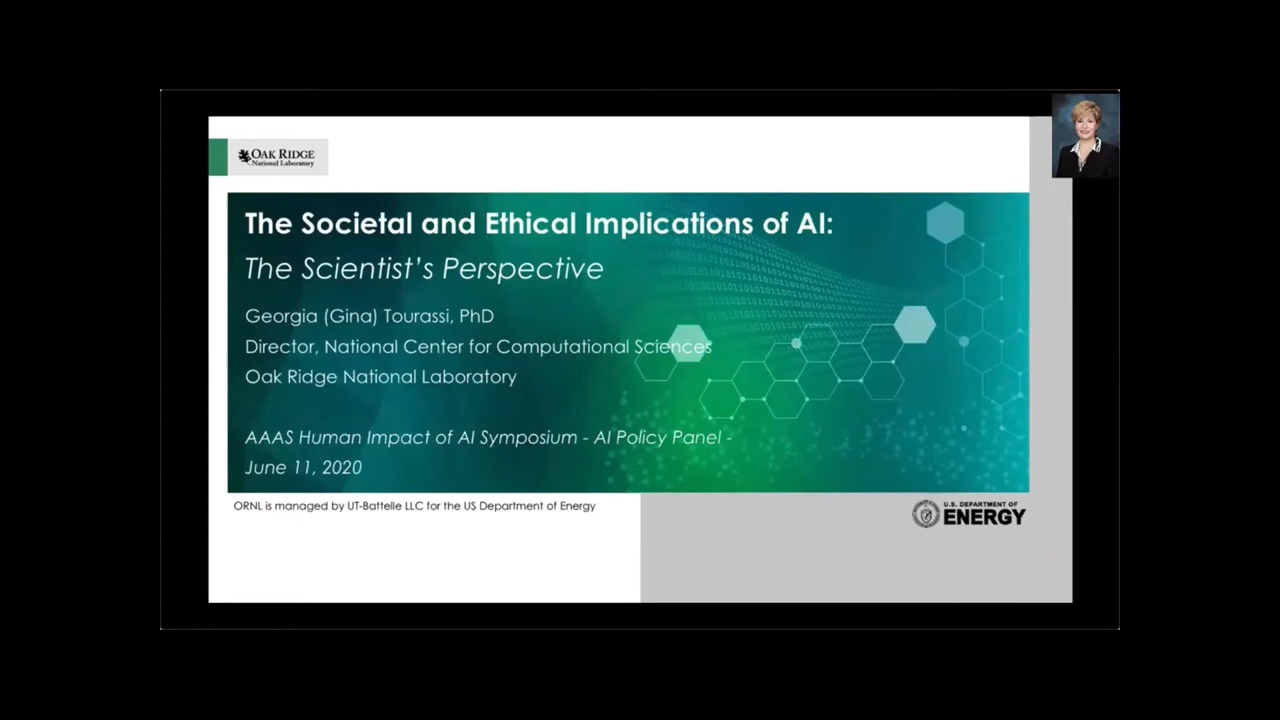 OAK RIDGE
National Laboratory
The Societal and Ethical Implications of AI:
The Scientist's Perspective
Georgia (Gina) Tourassi, PhD
Director, National Center for Computational Sciences
Oak Ridge National Laboratory
AAAS Human Impact of AI Symposium - AI Policy Panel -
June 11, 2020
ORNL is managed by UT-Battelle LLC for the US Department of Energy
U.S. DEPARTMENT OF
ENERGY